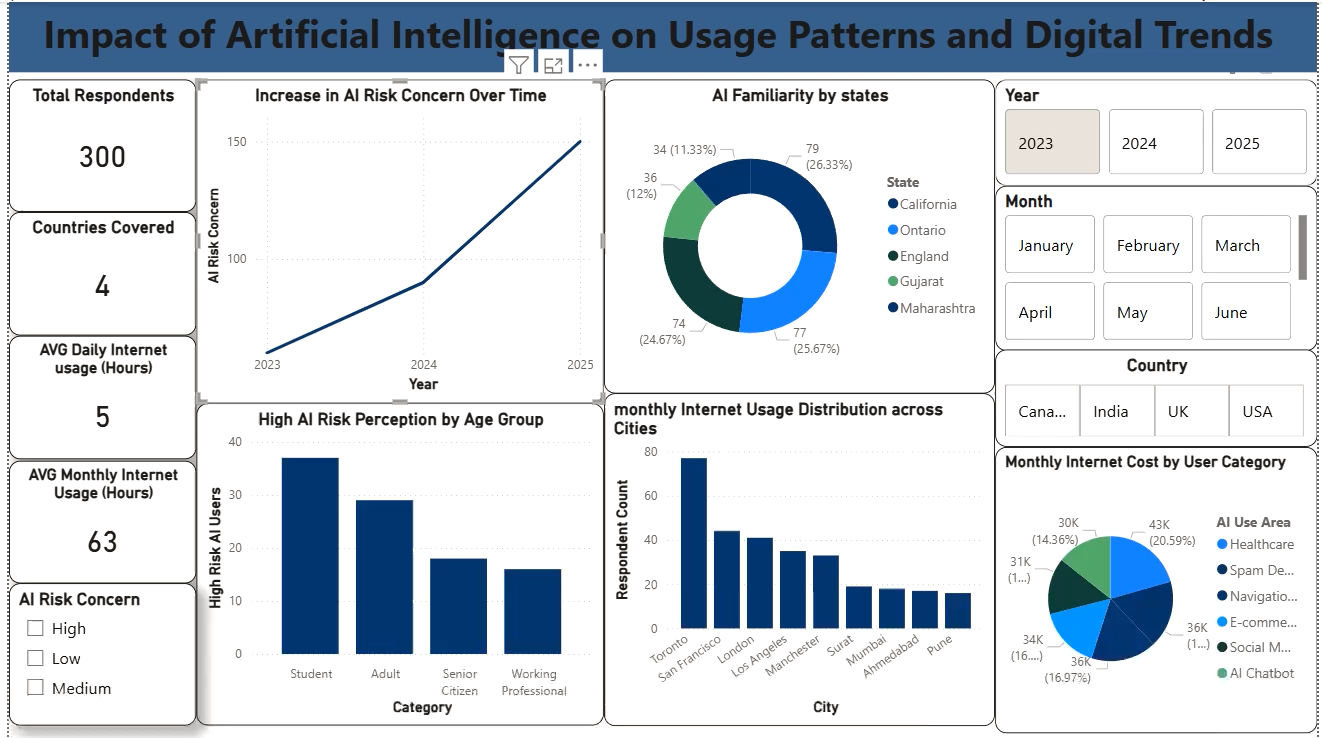 Impact of Artificial Intelligence on Usage Patterns and Digital Trends
Total Respondents
300
Countries Covered
4
AVG Daily Internet
usage (Hours)
5
AVG Monthly Internet
Usage (Hours)
63
AI Risk Concern
High
Low
Medium
Increase in AI Risk Concern Over Time
AI Risk Concern
150
100
2023
2024
2025
Year
High AI Risk Perception by Age Group
High Risk AI Users
40
30
20
10
0
Student
Adult
Senior
Citizen
Working
Professional
Category
AI Familiarity by states
34 (11.33%)
79
(26.33%)
36
(12%)
74
(24.67%)
77
(25.67%)
State
California
Ontario
England
Gujarat
Maharashtra
monthly Internet Usage Distribution across
Cities
Respondent Count
80
60
40
20
0
Toronto
San Francisco
London
Los Angeles
Manchester
Surat
Mumbai
Ahmedabad
Pune
City
Year
2023
2024
2025
Month
January
February
March
April
May
June
Country
Cana...
India
UK
USA
Monthly Internet Cost by User Category
30K
(14.36%)
43K
(20.59%)
31K
(1...)
36K
(1...)
34K
(16....)
36K
(16.97%)
AI Use Area
Healthcare
Spam De...
Navigatio...
E-comme...
Social M...
AI Chatbot